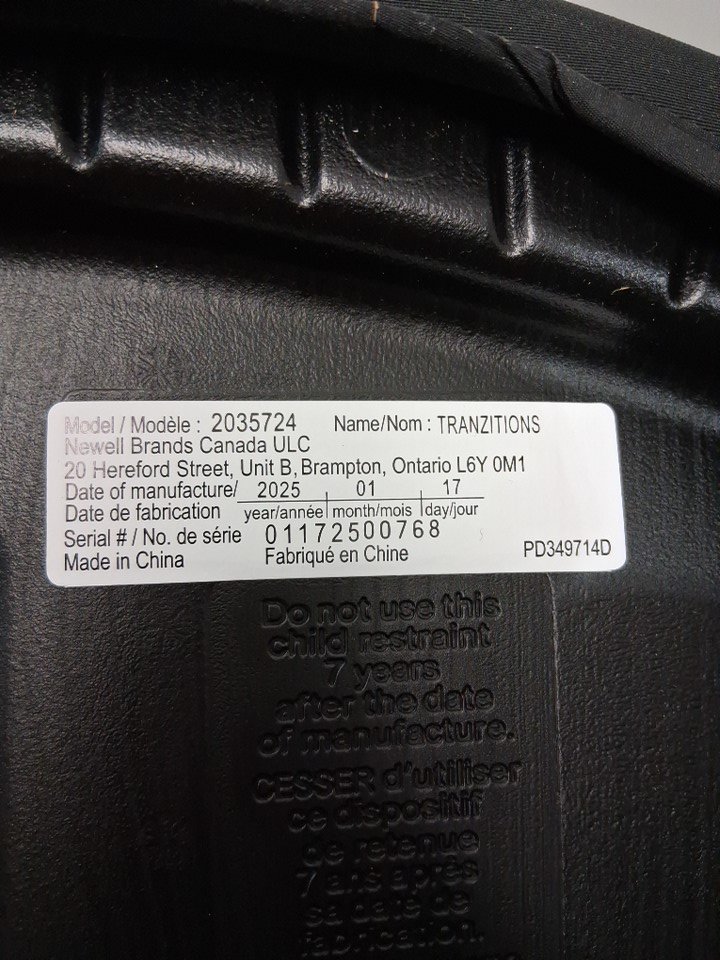 Model / Modèle : 2035724 Name/Nom : TRANZITIONS
Newell Brands Canada ULC
20 Hereford Street, Unit B, Brampton, Ontario L6Y 0M1
Date of manufacture/ 2025 01 17
Date de fabrication year/année month/mois day/jour
Serial # / No. de série 01172500768
Made in China Fabriqué en Chine PD349714D
Do not use this
child restraint
7 years
after the date
of manufacture.
CESSER d'utiliser
ce dispositif
de retenue
7 ans après
sa date de
fabrication.